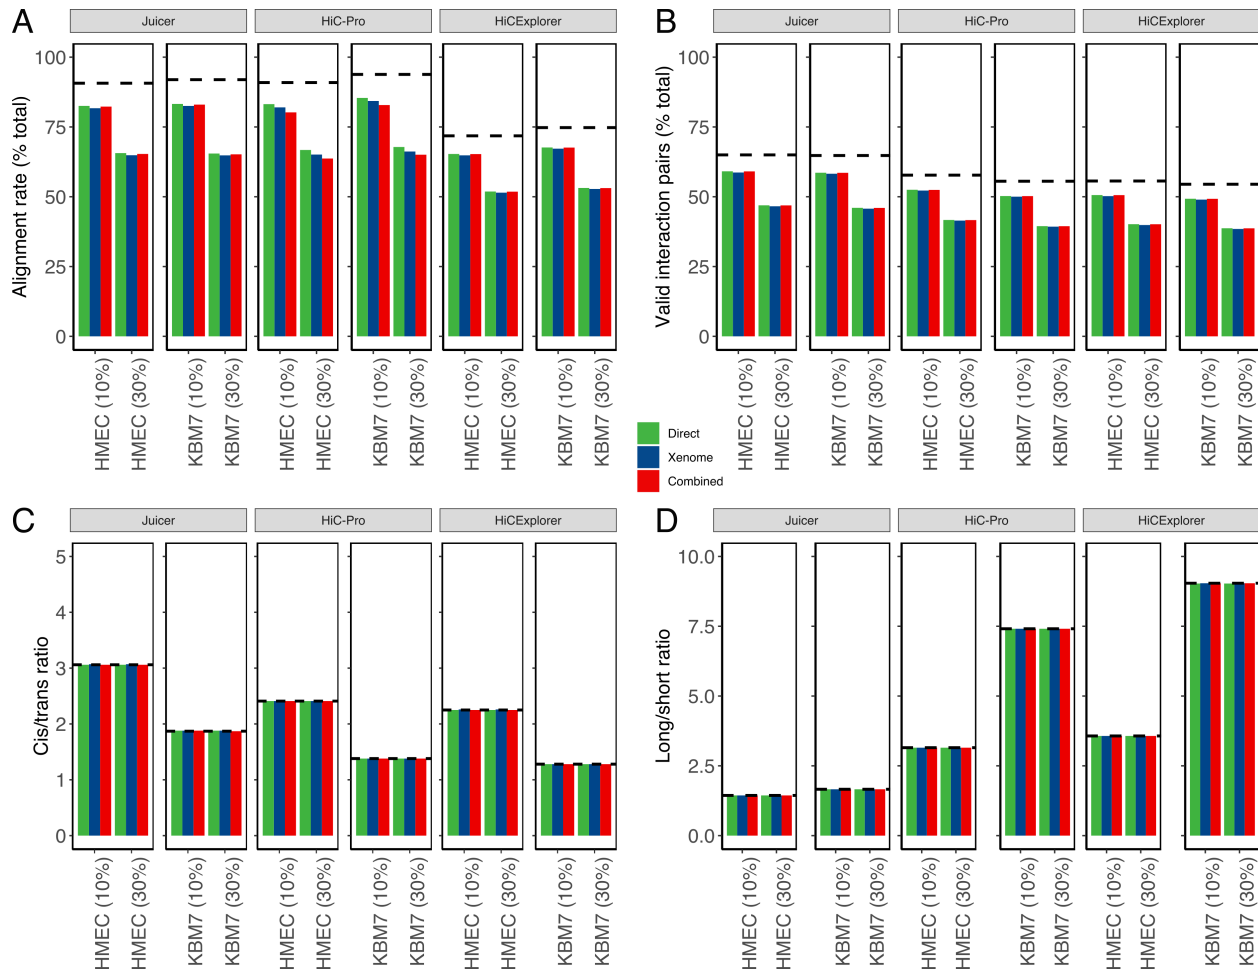 A
Juicer
HiC-Pro
HiCExplorer
Alignment rate (% total)
100
75
50
25
0
HMEC (10%)
HMEC (30%)
KBM7 (10%)
KBM7 (30%)
HMEC (10%)
HMEC (30%)
KBM7 (10%)
KBM7 (30%)
HMEC (10%)
HMEC (30%)
KBM7 (10%)
KBM7 (30%)
B
Juicer
HiC-Pro
HiCExplorer
Valid interaction pairs (% total)
100
75
50
25
0
HMEC (10%)
HMEC (30%)
KBM7 (10%)
KBM7 (30%)
HMEC (10%)
HMEC (30%)
KBM7 (10%)
KBM7 (30%)
HMEC (10%)
HMEC (30%)
KBM7 (10%)
KBM7 (30%)
Direct
Xenome
Combined
C
Juicer
HiC-Pro
HiCExplorer
Cis/trans ratio
5
4
3
2
1
0
HMEC (10%)
HMEC (30%)
KBM7 (10%)
KBM7 (30%)
HMEC (10%)
HMEC (30%)
KBM7 (10%)
KBM7 (30%)
HMEC (10%)
HMEC (30%)
KBM7 (10%)
KBM7 (30%)
D
Juicer
HiC-Pro
HiCExplorer
Long/short ratio
10.0
7.5
5.0
2.5
0.0
HMEC (10%)
HMEC (30%)
KBM7 (10%)
KBM7 (30%)
HMEC (10%)
HMEC (30%)
KBM7 (10%)
KBM7 (30%)
HMEC (10%)
HMEC (30%)
KBM7 (10%)
KBM7 (30%)